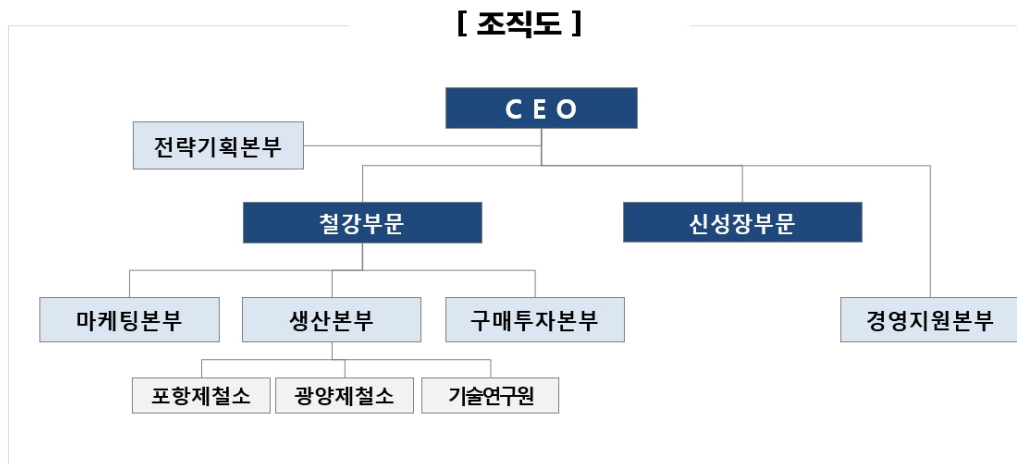 [ 조직도 ]
CEO
전략기획본부
철강부문
신성장부문
마케팅본부
생산본부
구매투자본부
경영지원본부
포항제철소
광양제철소
기술연구원